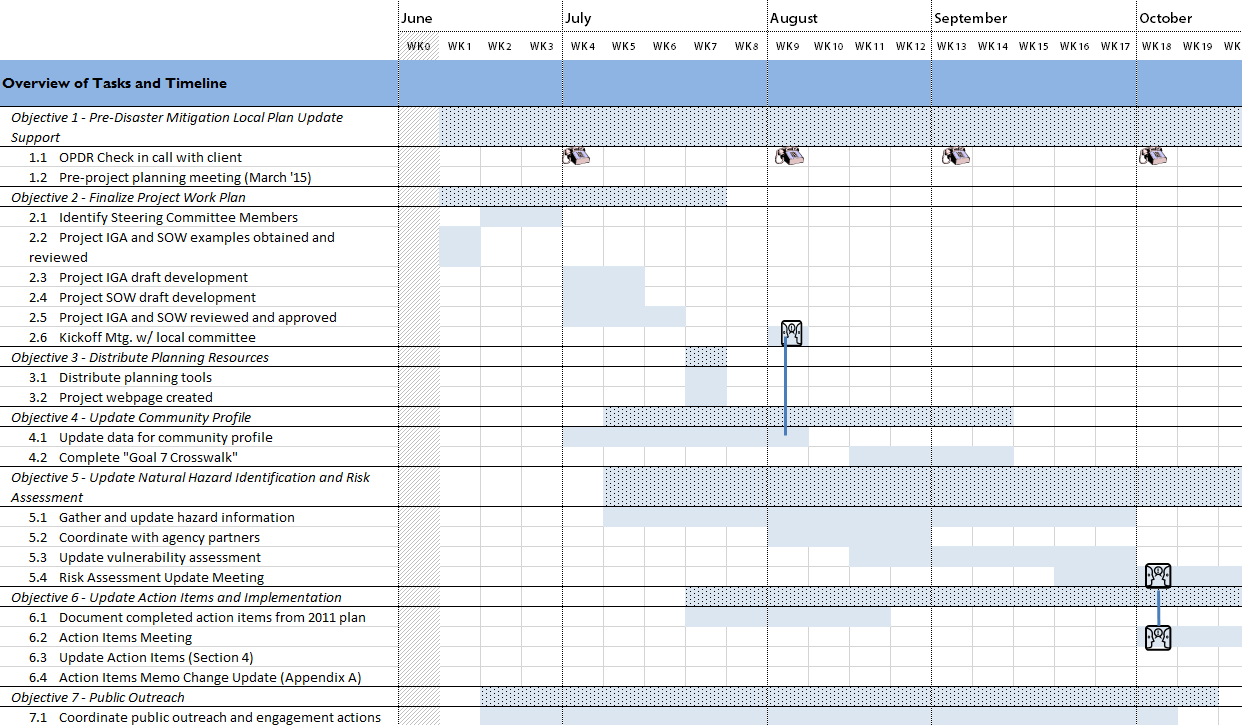 June July August September October
WK0 WK1 WK2 WK3 WK4 WK5 WK6 WK7 WK8 WK9 WK10 WK11 WK12 WK13 WK14 WK15 WK16 WK17 WK18 WK19 WK
Overview of Tasks and Timeline
Objective 1 - Pre-Disaster Mitigation Local Plan Update
Support
1.1 OPDR Check in call with client
1.2 Pre-project planning meeting (March '15)
Objective 2 - Finalize Project Work Plan
2.1 Identify Steering Committee Members
2.2 Project IGA and SOW examples obtained and
reviewed
2.3 Project IGA draft development
2.4 Project SOW draft development
2.5 Project IGA and SOW reviewed and approved
2.6 Kickoff Mtg. w/ local committee
Objective 3 - Distribute Planning Resources
3.1 Distribute planning tools
3.2 Project webpage created
Objective 4 - Update Community Profile
4.1 Update data for community profile
4.2 Complete "Goal 7 Crosswalk"
Objective 5 - Update Natural Hazard Identification and Risk
Assessment
5.1 Gather and update hazard information
5.2 Coordinate with agency partners
5.3 Update vulnerability assessment
5.4 Risk Assessment Update Meeting
Objective 6 - Update Action Items and Implementation
6.1 Document completed action items from 2011 plan
6.2 Action Items Meeting
6.3 Update Action Items (Section 4)
6.4 Action Items Memo Change Update (Appendix A)
Objective 7 - Public Outreach
7.1 Coordinate public outreach and engagement actions